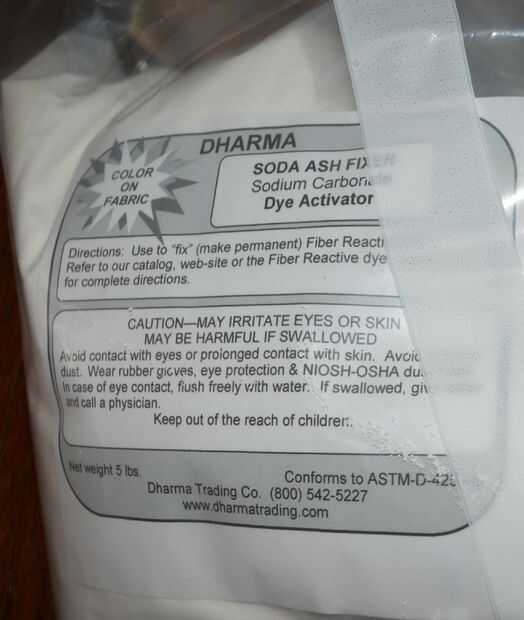 DHARMA
COLOR
ON
FABRIC
SODA ASH FIXER
Sodium Carbonate
Dye Activator
Directions: Use to "fix" (make permanent) Fiber Reacti
Refer to our catalog, web-site or the Fiber Reactive dye
for complete directions.
CAUTION—MAY IRRITATE EYES OR SKIN
MAY BE HARMFUL IF SWALLOWED
Avoid contact with eyes or prolonged contact with skin. Avoid
dust. Wear rubber gloves, eye protection & NIOSH-OSHA
In case of eye contact, flush freely with water. If swallowed, give
and call a physician.
Keep out of the reach of children.
Net weight 5 lbs.
Conforms to ASTM-D-42
Dharma Trading Co. (800) 542-5227
www.dharmatrading.com